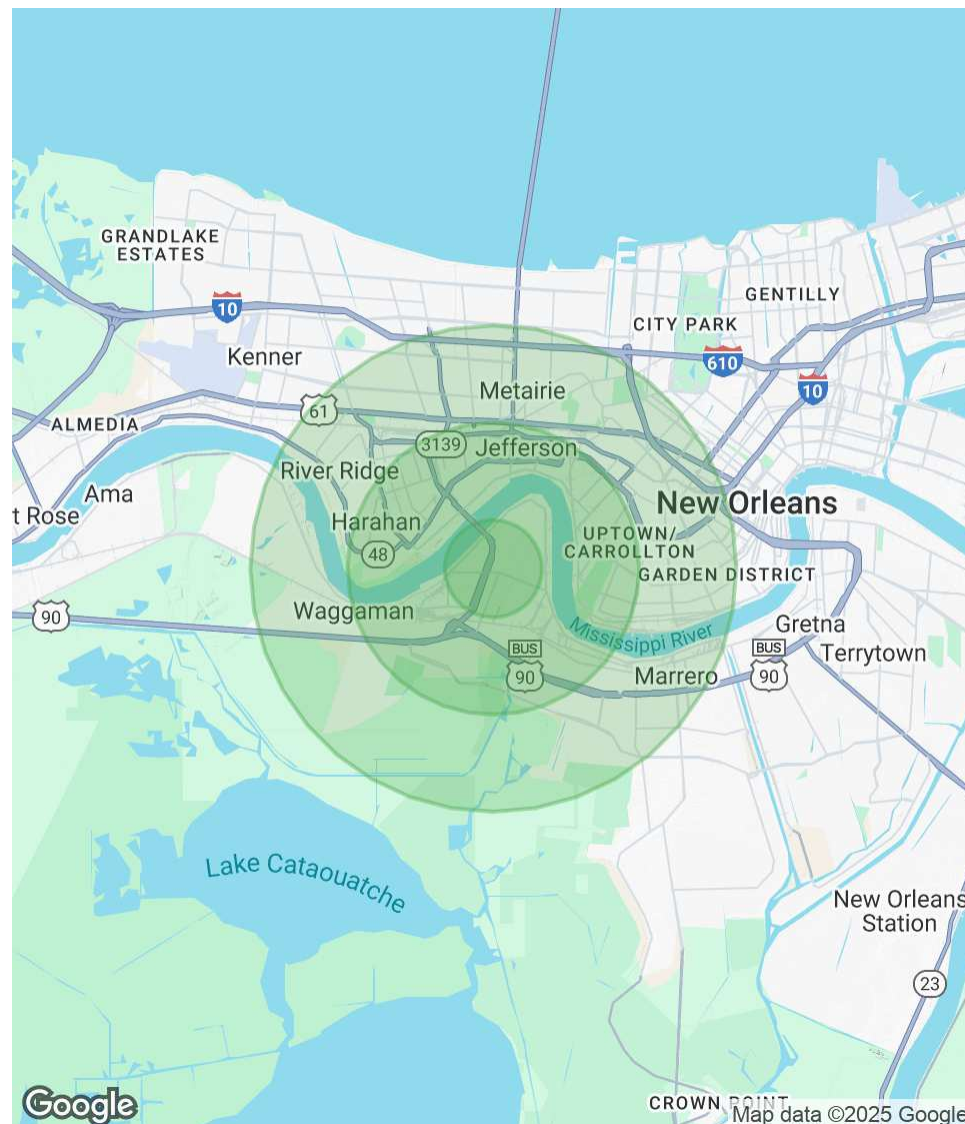 GRANDLAKE
ESTATES
10
GENTILLY
CITY PARK
Kenner
610
10
Metairie
61
ALMEDIA
3139
Jefferson
River Ridge
Ama
t Rose
New Orleans
Harahan
UPTOWN/
CARROLLTON
48
GARDEN DISTRICT
Waggaman
90
Mississippi River
Gretna
BUS
90
BUS
90
Terrytown
Marrero
Lake Cataouatche
New Orleans
Station
23
CROWN POINT
Google
Map data ©2025 Google